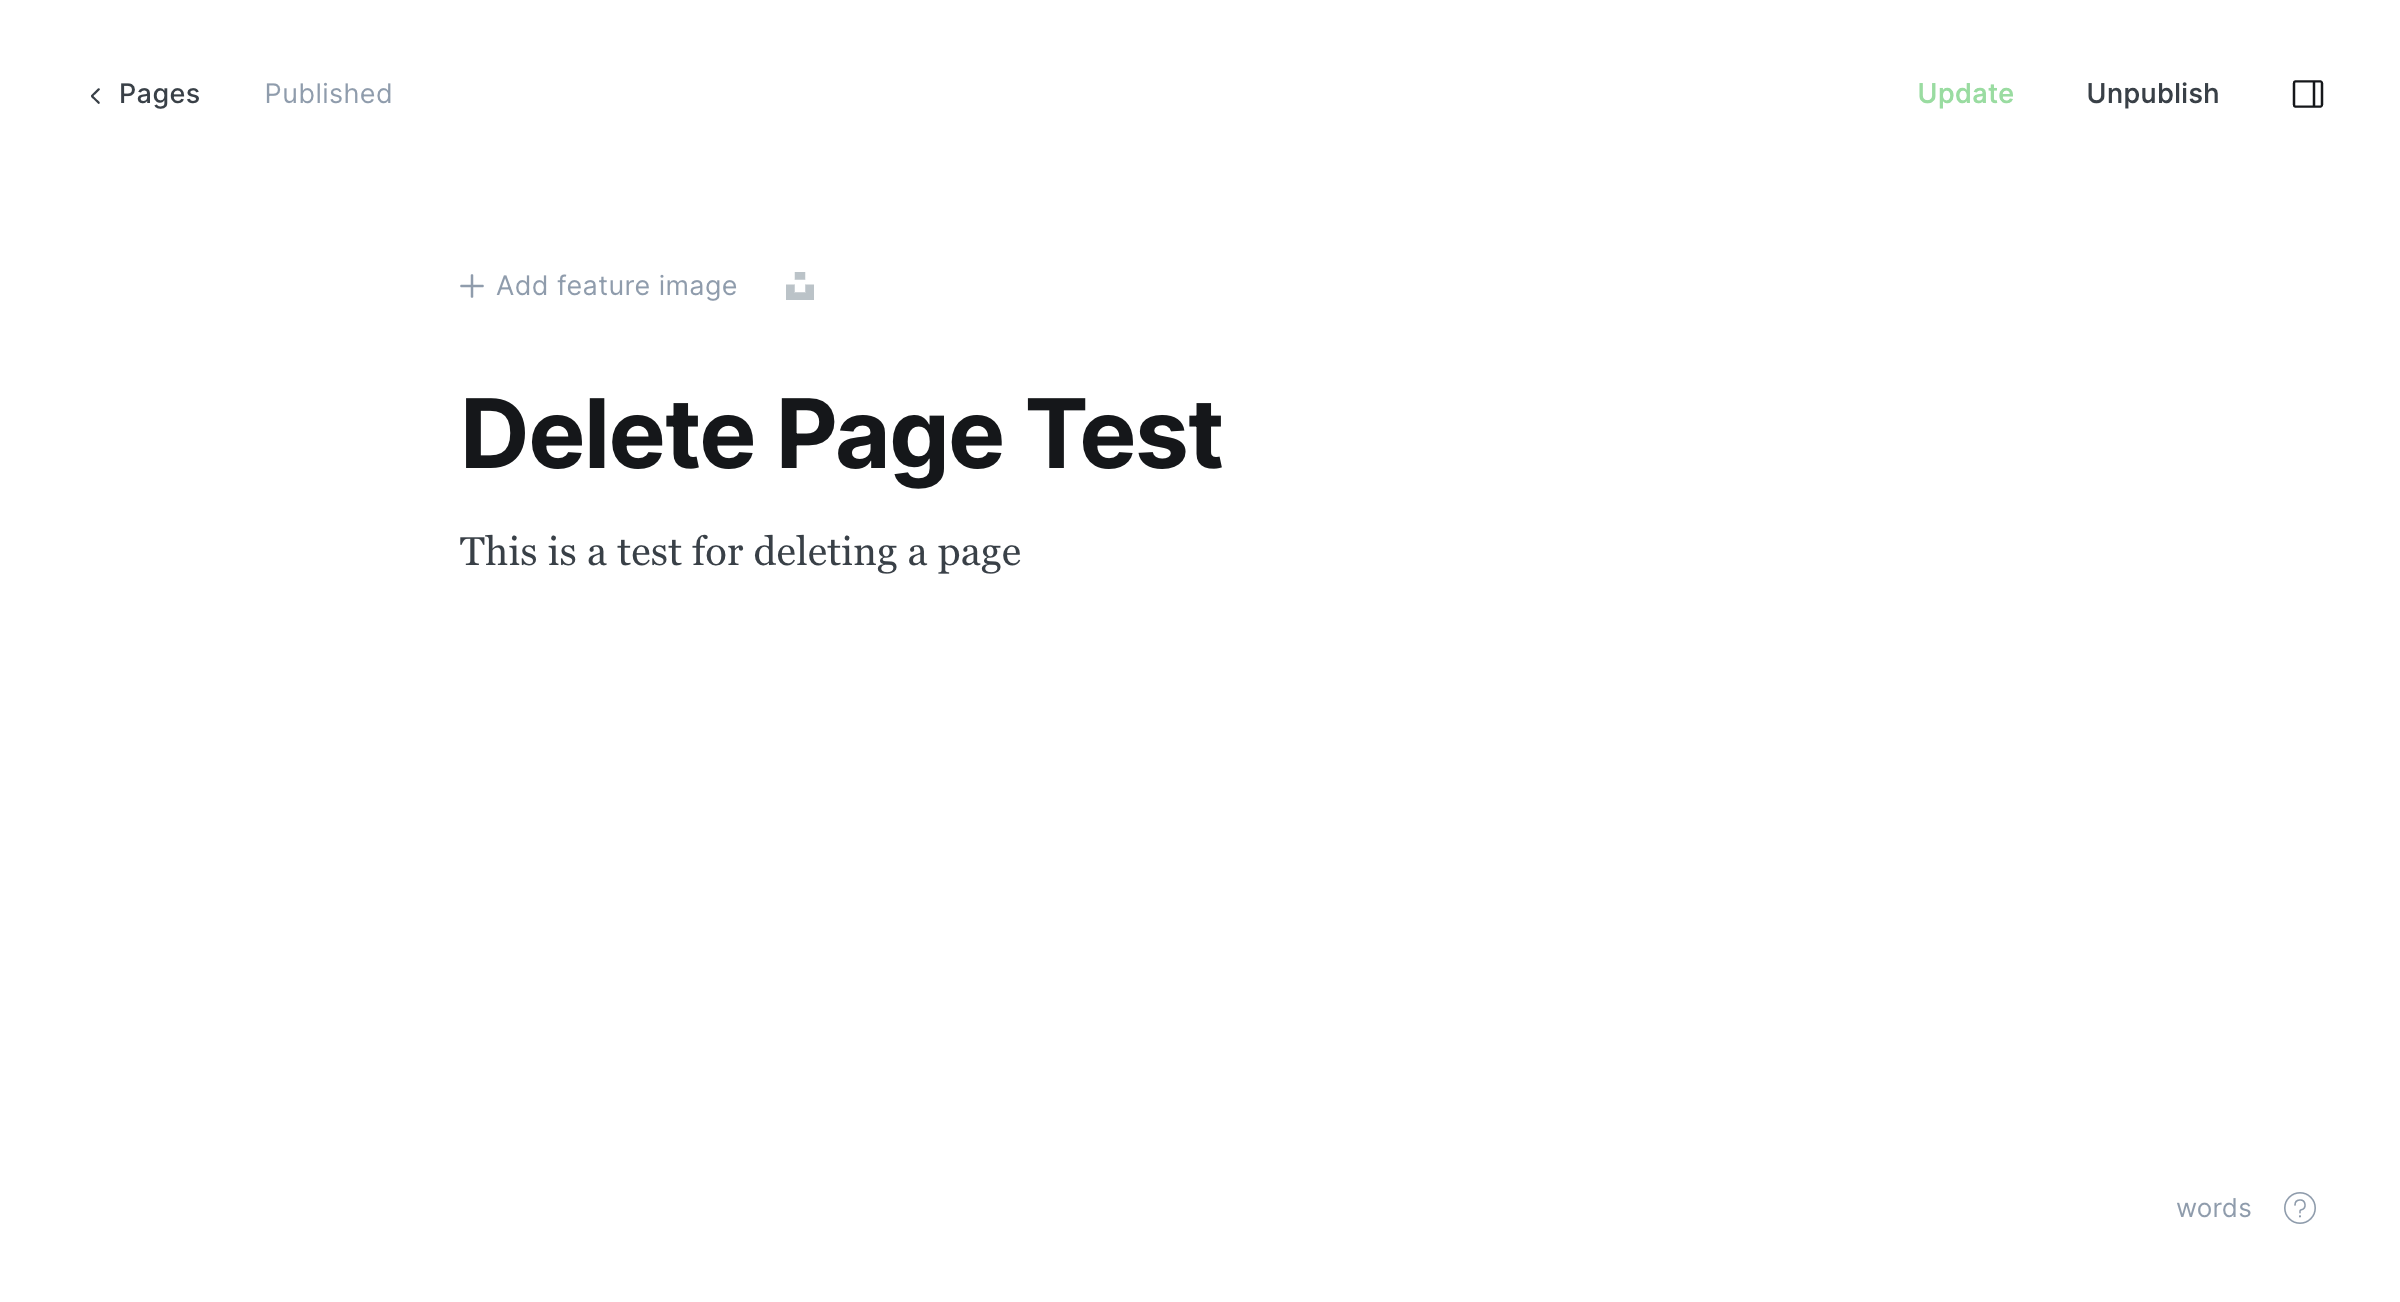 Pages Published Update Unpublish
Add feature image
Delete Page Test
This is a test for deleting a page
words ?